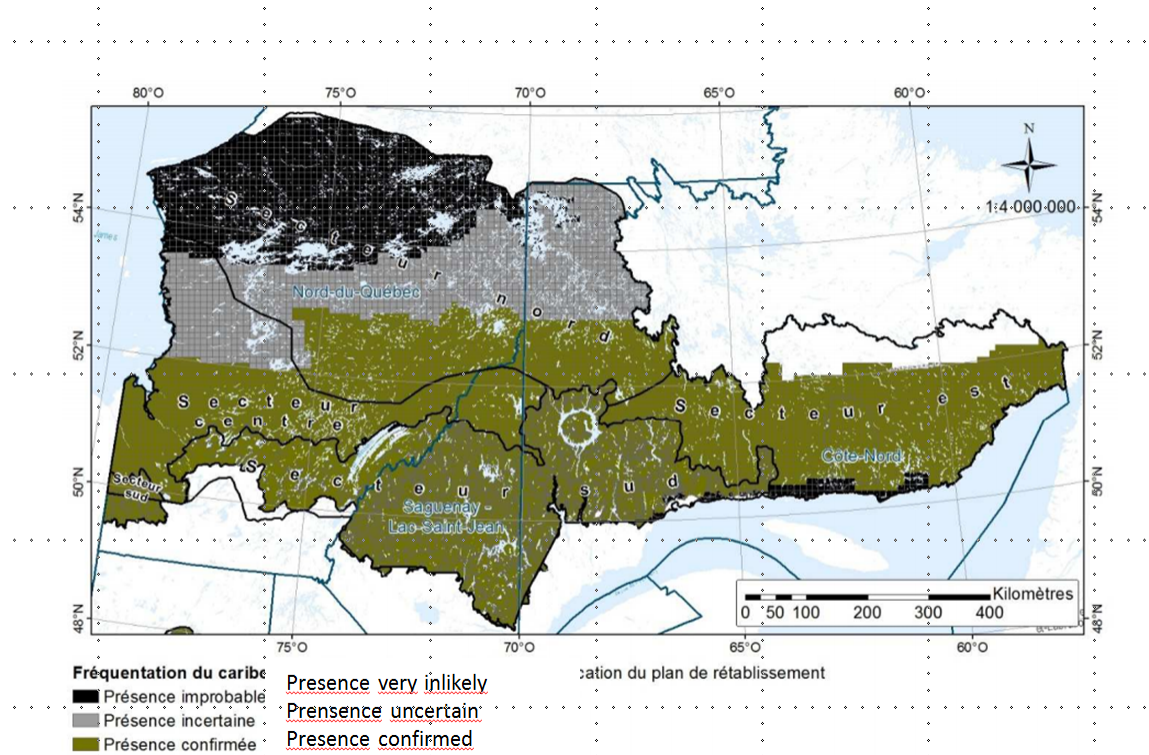 80°O 75°O 70°O 65°O 60°O
N
1:4 000 000
54°N 54°N
James
Secteur nord
Nord-du-Québec
52°N 52°N
Secteur centre
Secteur est
Côte-Nord
50°N 50°N
Secteur sud
Secteur sud
Saguenay -
Lac-Saint-Jean
Kilomètres
0 50 100 200 300 400
48°N 48°N
75°O 70°O 65°O 60°O
Fréquentation du caribo
cation du plan de rétablissement
Présence improbable
Présence incertaine
Présence confirmée
Presence very inlikely
Prensence uncertain
Presence confirmed